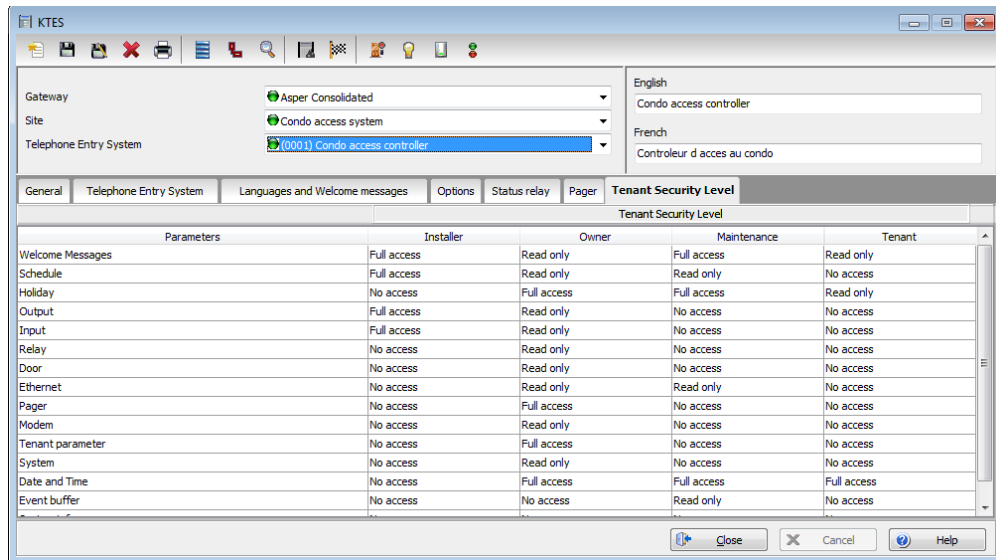 KTES
English
Gateway Asper Consolidated
Condo access controller
Site Condo access system
French
Telephone Entry System (0001) Condo access controller
Controleur d acces au condo
General Telephone Entry System Languages and Welcome messages Options Status relay Pager Tenant Security Level
Tenant Security Level
Parameters Installer Owner Maintenance Tenant
Welcome Messages Full access Read only Full access Read only
Schedule Full access Read only Read only No access
Holiday No access Full access Full access Read only
Output Full access Read only No access No access
Input Full access Read only No access No access
Relay No access Read only No access No access
Door No access Read only No access No access
Ethernet No access Read only Read only No access
Pager No access Full access No access No access
Modem No access Read only No access No access
Tenant parameter No access Full access No access No access
System No access Read only No access No access
Date and Time No access Full access Full access Full access
Event buffer No access No access Read only No access
Close Cancel Help